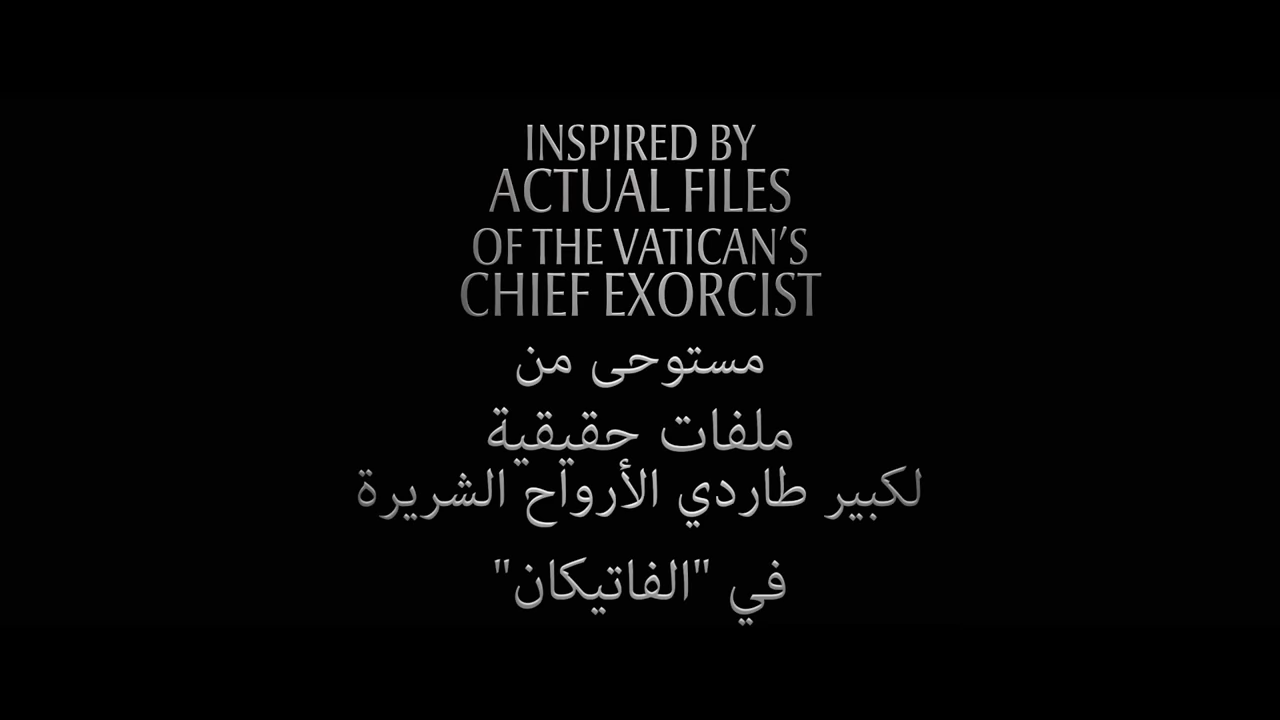 INSPIRED BY
ACTUAL FILES
OF THE VATICAN’S
CHIEF EXORCIST
مستوحى من
ملفات حقيقية
لكبير طاردي الأرواح الشريرة
في "الفاتيكان"